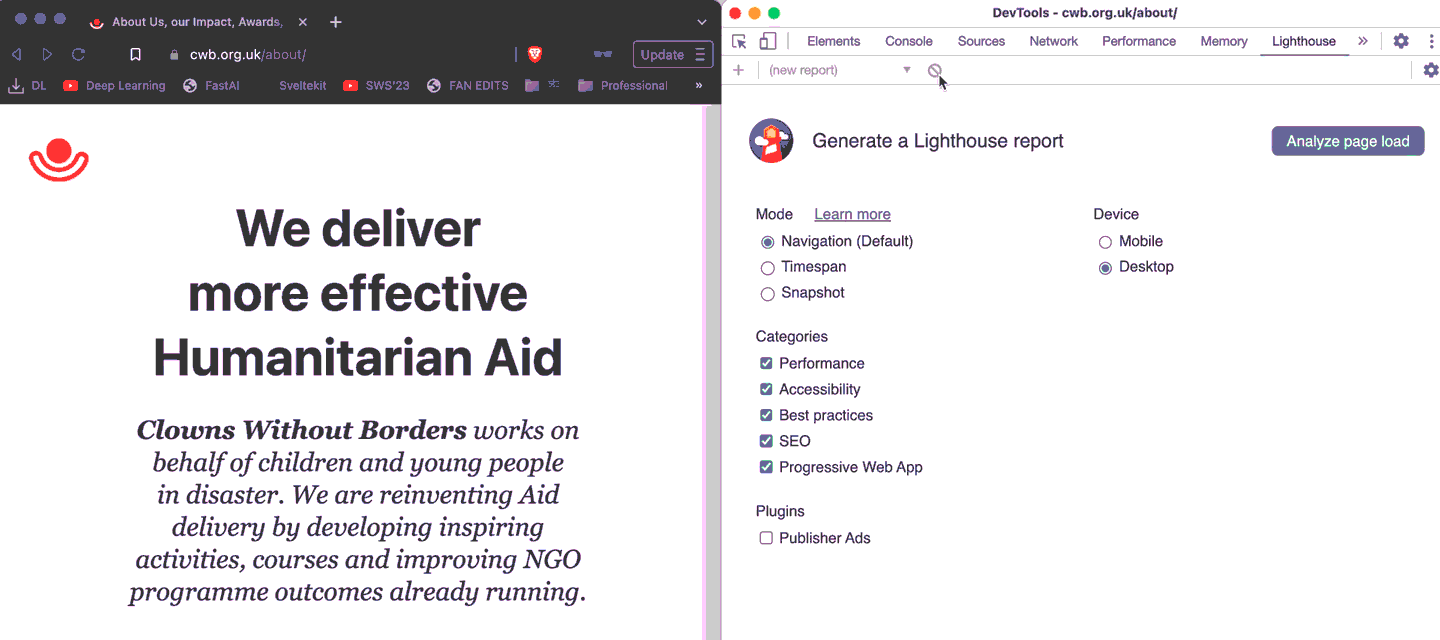 About Us, our Impact, Awards,
cwb.org.uk/about/
Update
DL
Deep Learning
FastAI
Sveltekit
SWS'23
FAN EDITS
Professional
»
We deliver
more effective
Humanitarian Aid
Clowns Without Borders works on
behalf of children and young people
in disaster. We are reinventing Aid
delivery by developing inspiring
activities, courses and improving NGO
programme outcomes already running.
DevTools - cwb.org.uk/about/
Elements
Console
Sources
Network
Performance
Memory
Lighthouse
»
(new report)
Generate a Lighthouse report
Analyze page load
Mode
Learn more
Navigation (Default)
Timespan
Snapshot
Device
Mobile
Desktop
Categories
Performance
Accessibility
Best practices
SEO
Progressive Web App
Plugins
Publisher Ads